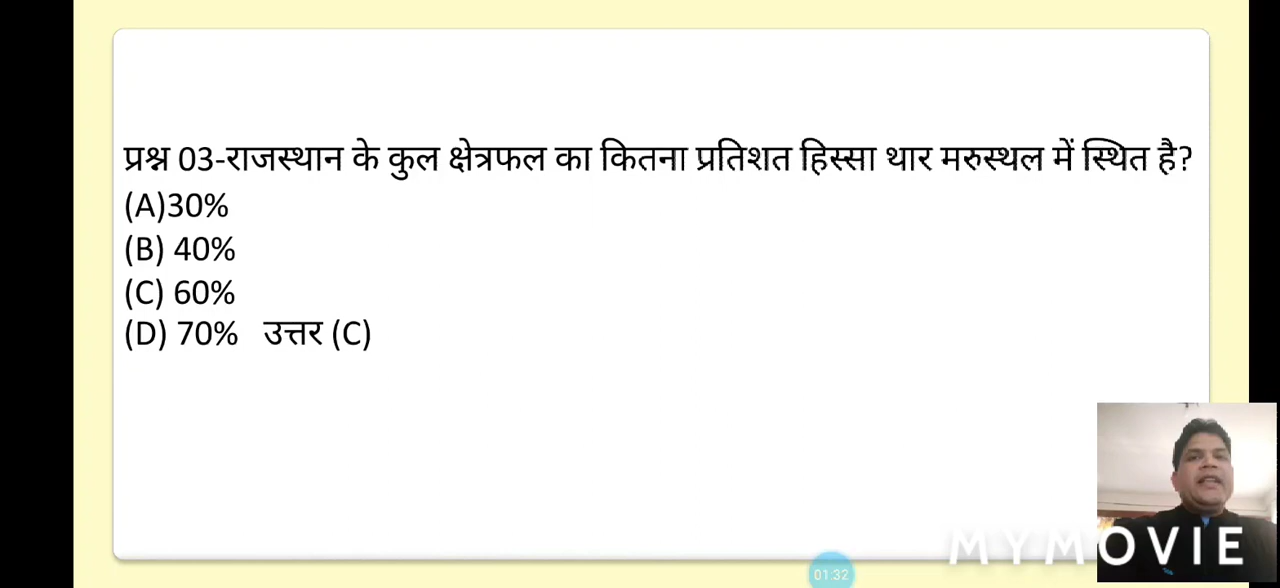 प्रश्न 03-राजस्थान के कुल क्षेत्रफल का कितना प्रतिशत हिस्सा थार मरुस्थल में स्थित है?
(A)30%
(B) 40%
(C) 60%
(D) 70% उत्तर (C)
MYMOVIE
01:32